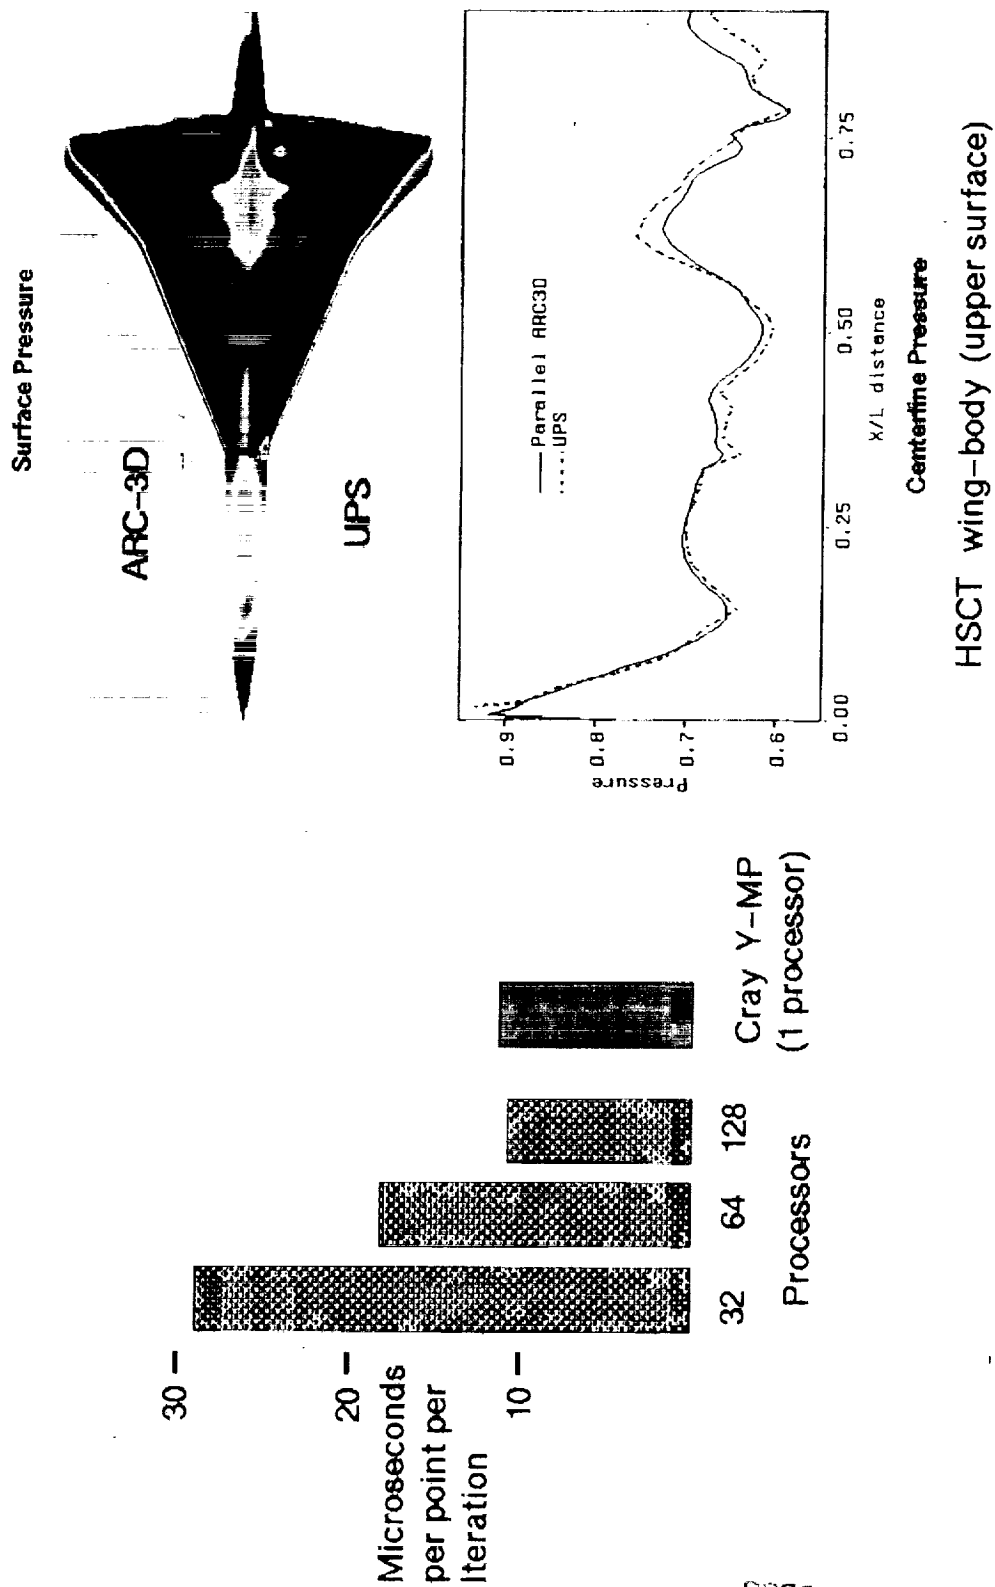 Microseconds
per point per
Iteration
30
20
10
32
64
128
Processors
Cray Y-MP
(1 processor)
Surface Pressure
ARC-3D
UPS
Parallel ARC3D
UPS
Pressure
0.9
0.8
0.7
0.6
0.00
0.25
0.50
0.75
X/L distance
Centerline Pressure
HSCT wing-body (upper surface)